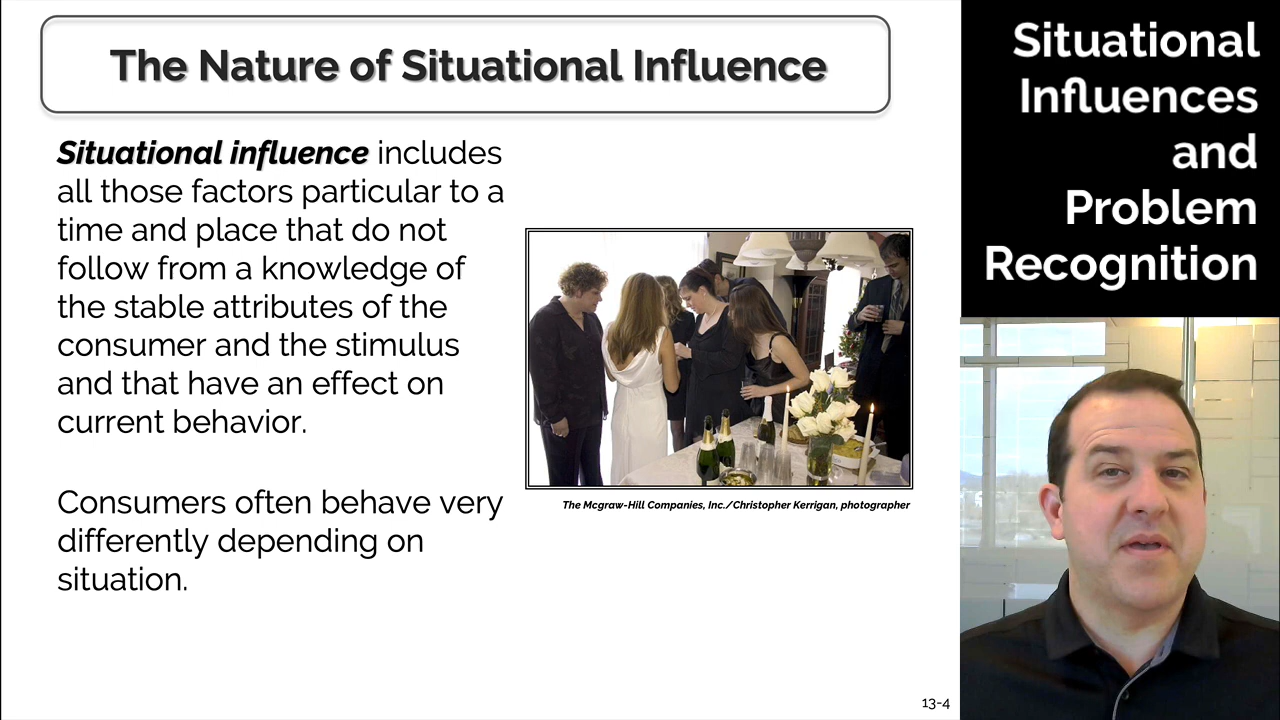 The Nature of Situational Influence
Situational influence includes
all those factors particular to a
time and place that do not
follow from a knowledge of
the stable attributes of the
consumer and the stimulus
and that have an effect on
current behavior.
Consumers often behave very
differently depending on
situation.
The Mcgraw-Hill Companies, Inc./Christopher Kerrigan, photographer
13-4
Situational
Influences
and
Problem
Recognition